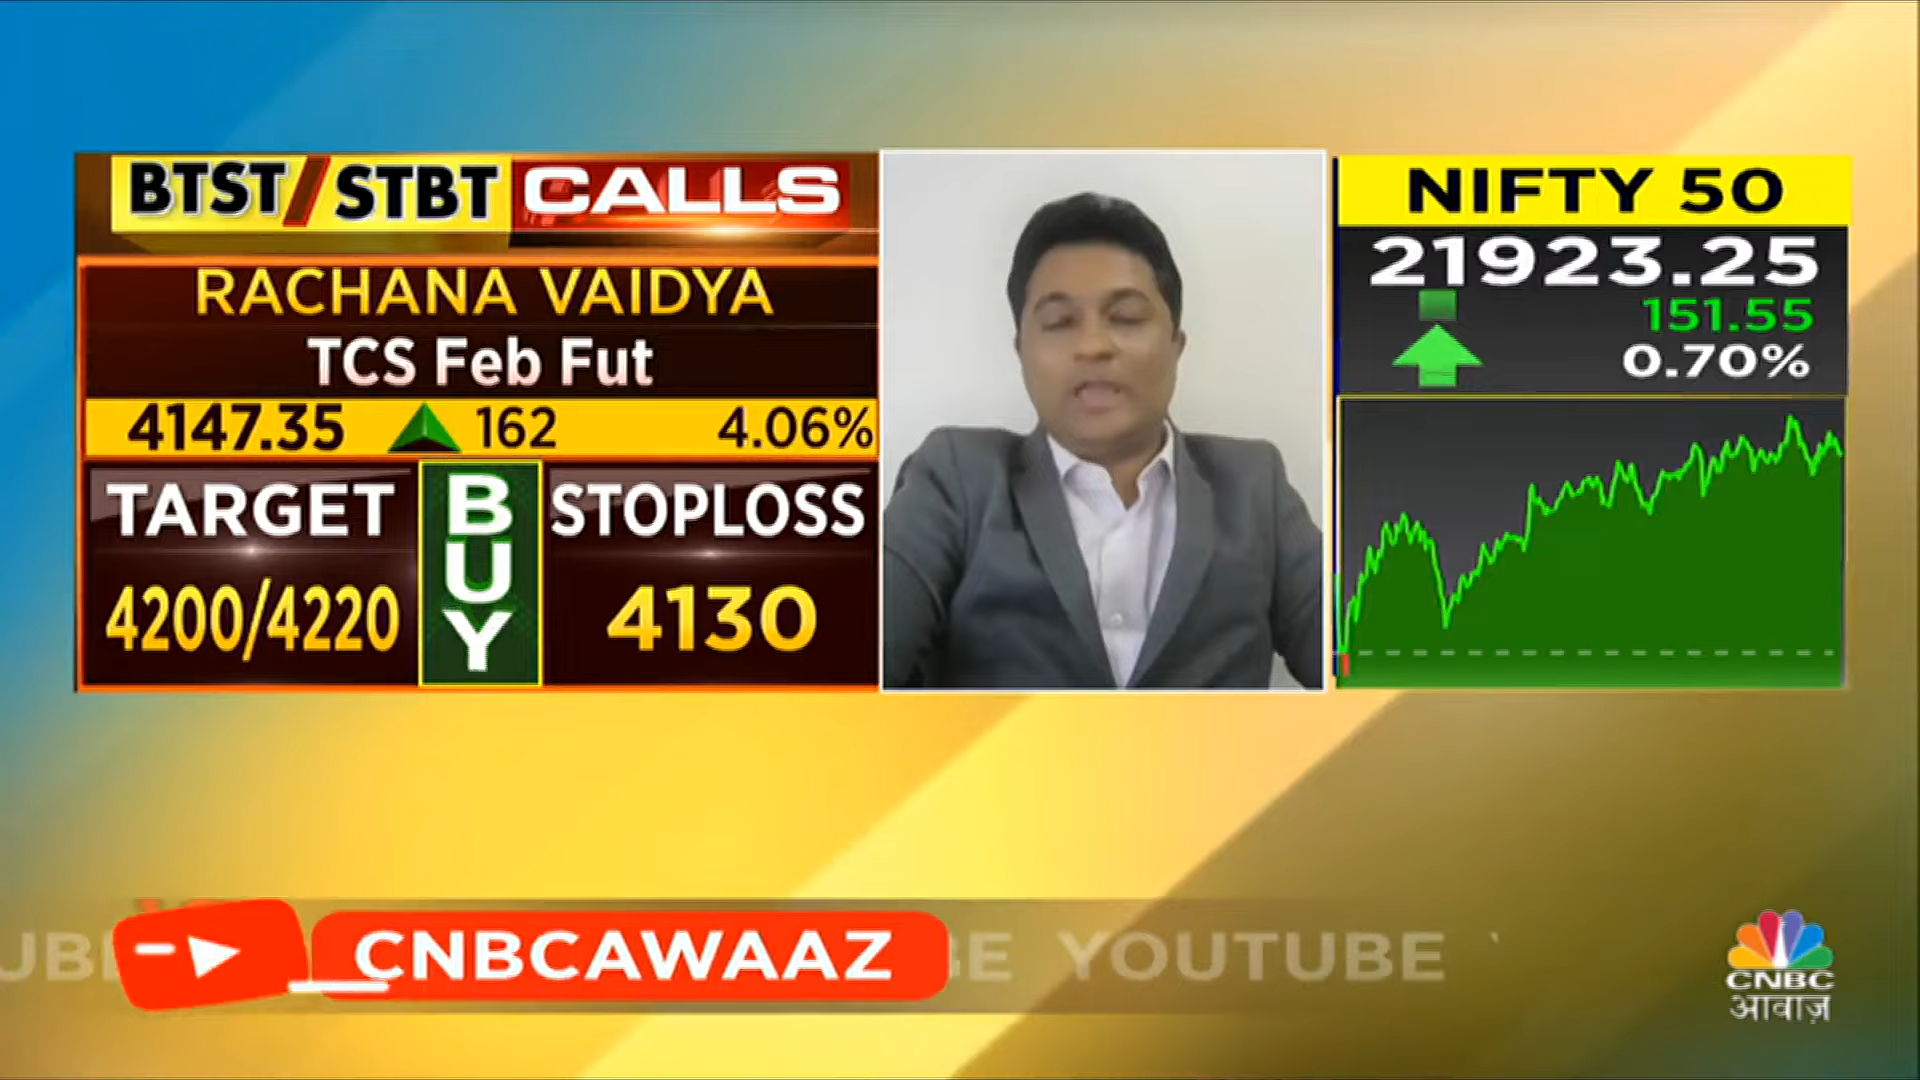 BTST/STBT CALLS
RACHANA VAIDYA
TCS Feb Fut
4147.35 162 4.06%
TARGET
4200/4220
BUY
STOPLOSS
4130
NIFTY 50
21923.25
151.55
0.70%
CNBCAWAAZ
YOUTUBE
CNBC
आवाज़